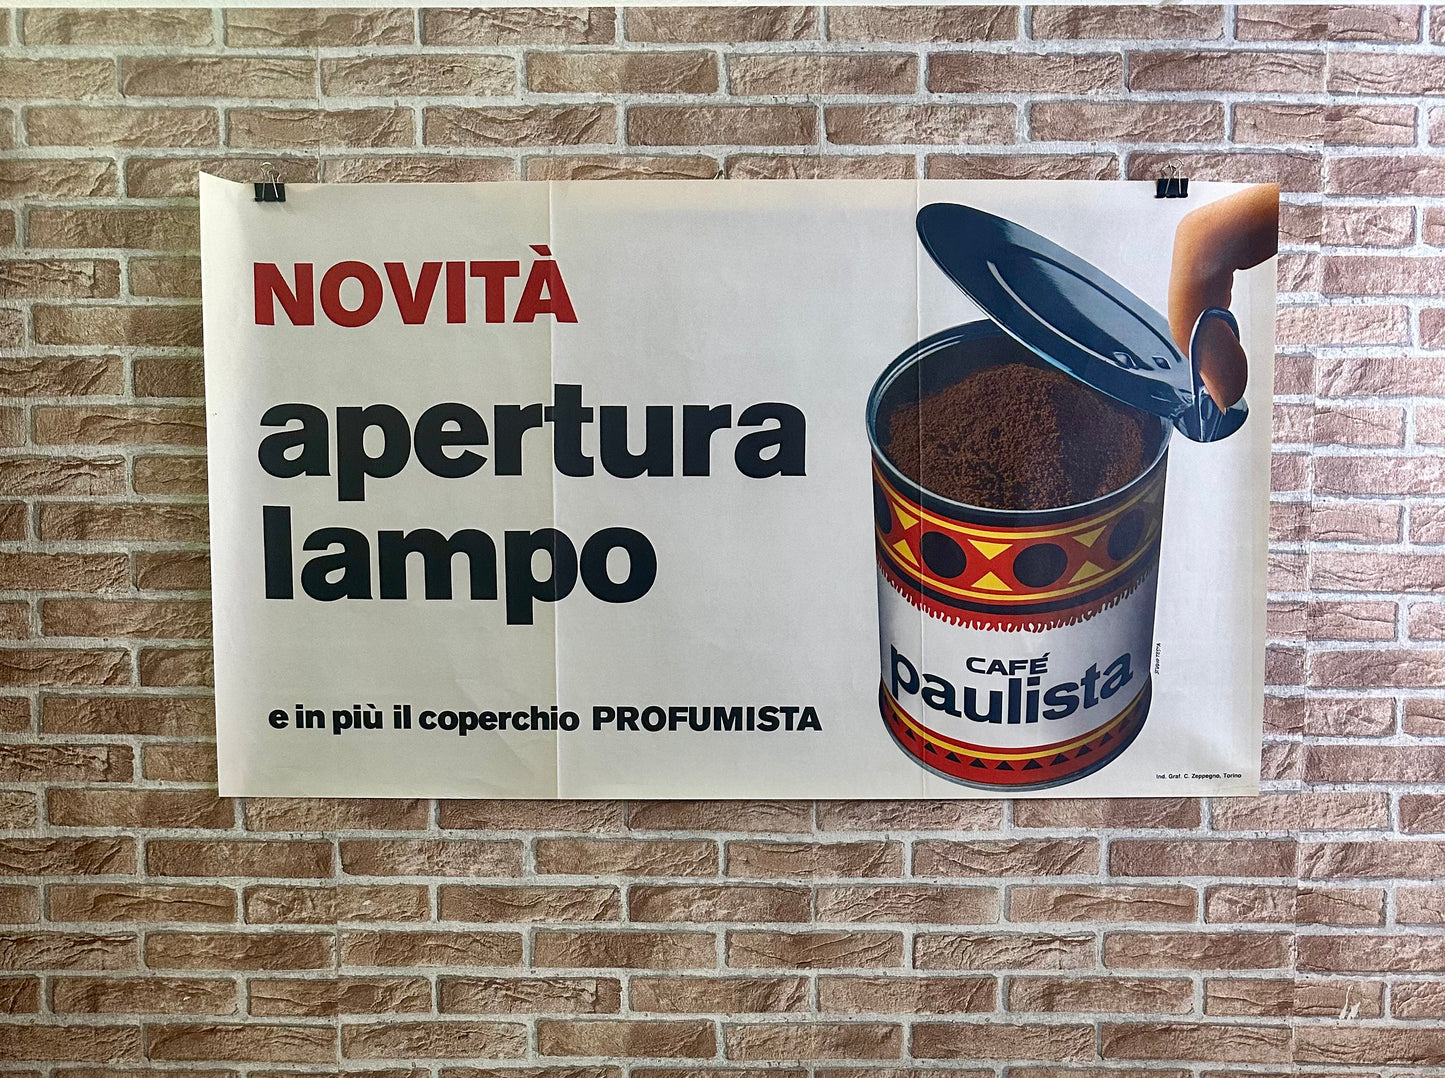 NOVITÀ
apertura
lampo
e in più il coperchio PROFUMISTA
CAFÉ
paulista
Ind. Graf. C. Zeppegno, Torino